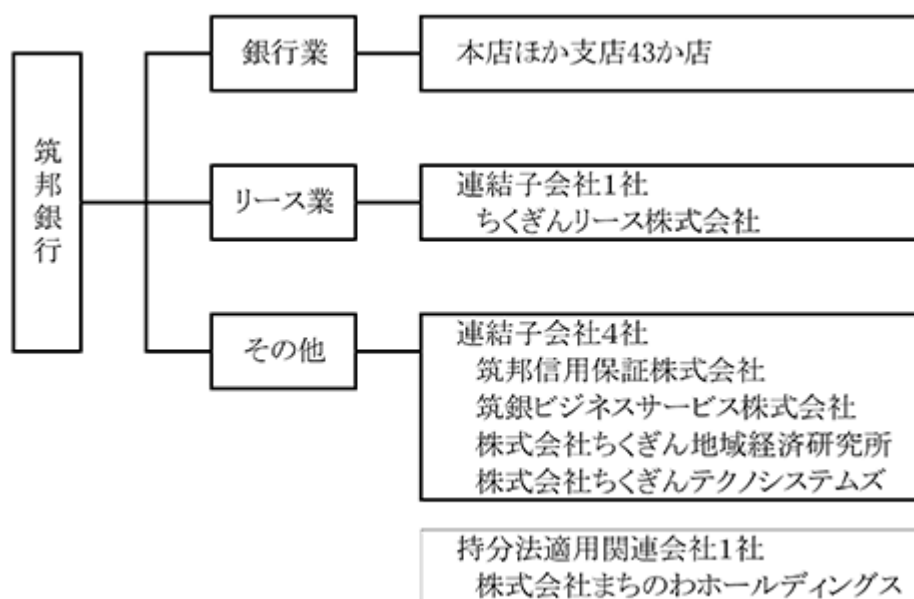 筑邦銀行
銀行業
本店ほか支店43か店
リース業
連結子会社1社
ちくぎんリース株式会社
その他
連結子会社4社
筑邦信用保証株式会社
筑銀ビジネスサービス株式会社
株式会社ちくぎん地域経済研究所
株式会社ちくぎんテクノシステムズ
持分法適用関連会社1社
株式会社まちのわホールディングス